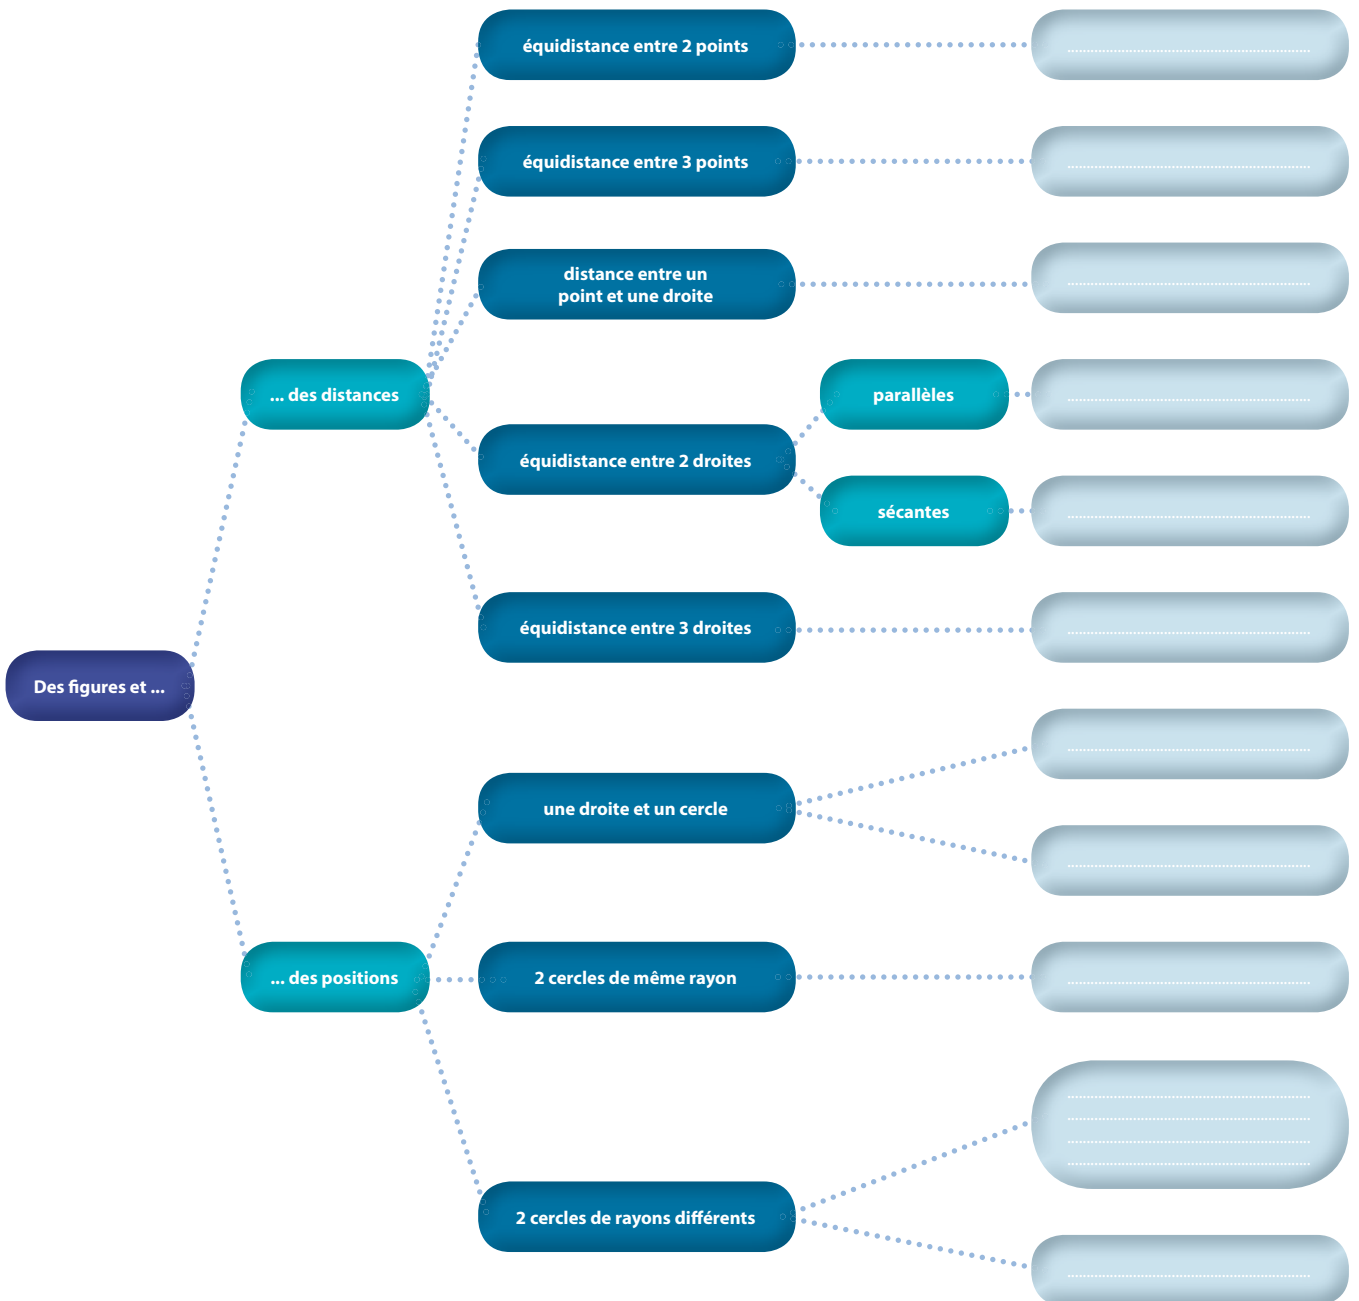 équidistance entre 2 points
équidistance entre 3 points
distance entre un
point et une droite
... des distances
parallèles
équidistance entre 2 droites
sécantes
équidistance entre 3 droites
Des figures et ...
une droite et un cercle
... des positions
2 cercles de même rayon
2 cercles de rayons différents